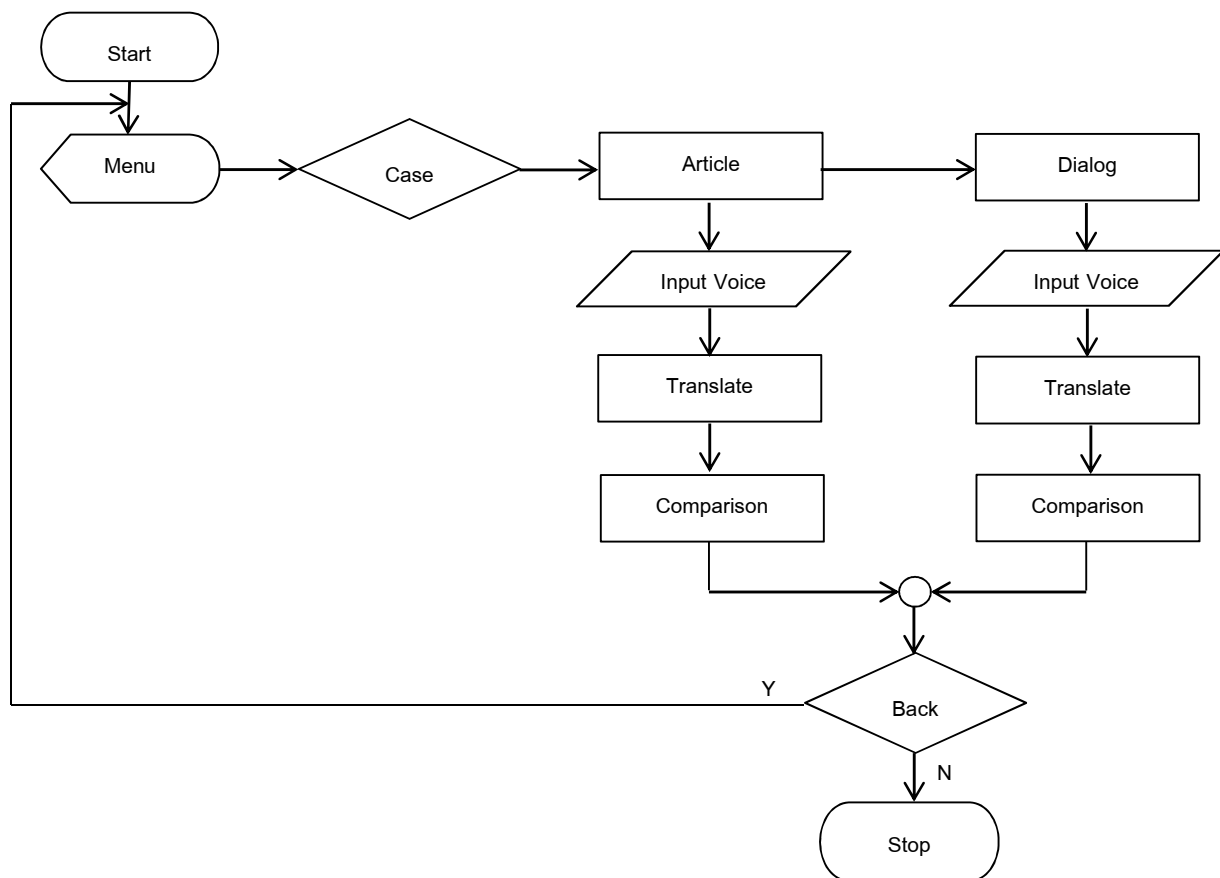 Start
Menu
Case
Article
Dialog
Input Voice
Input Voice
Translate
Translate
Comparison
Comparison
Y
Back
N
Stop